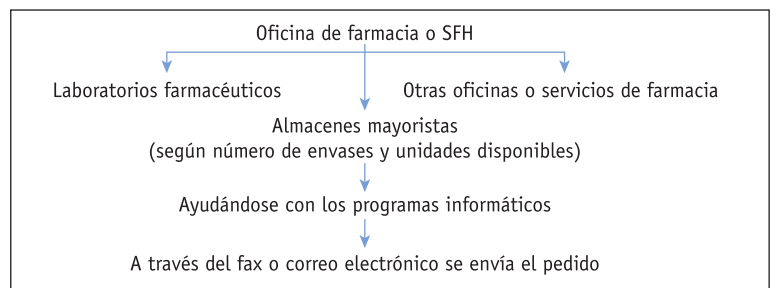 Oficina de farmacia o SFH
Laboratorios farmacéuticos
Otras oficinas o servicios de farmacia
Almacenes mayoristas
(según número de envases y unidades disponibles)
Ayudándose con los programas informáticos
A través del fax o correo electrónico se envía el pedido